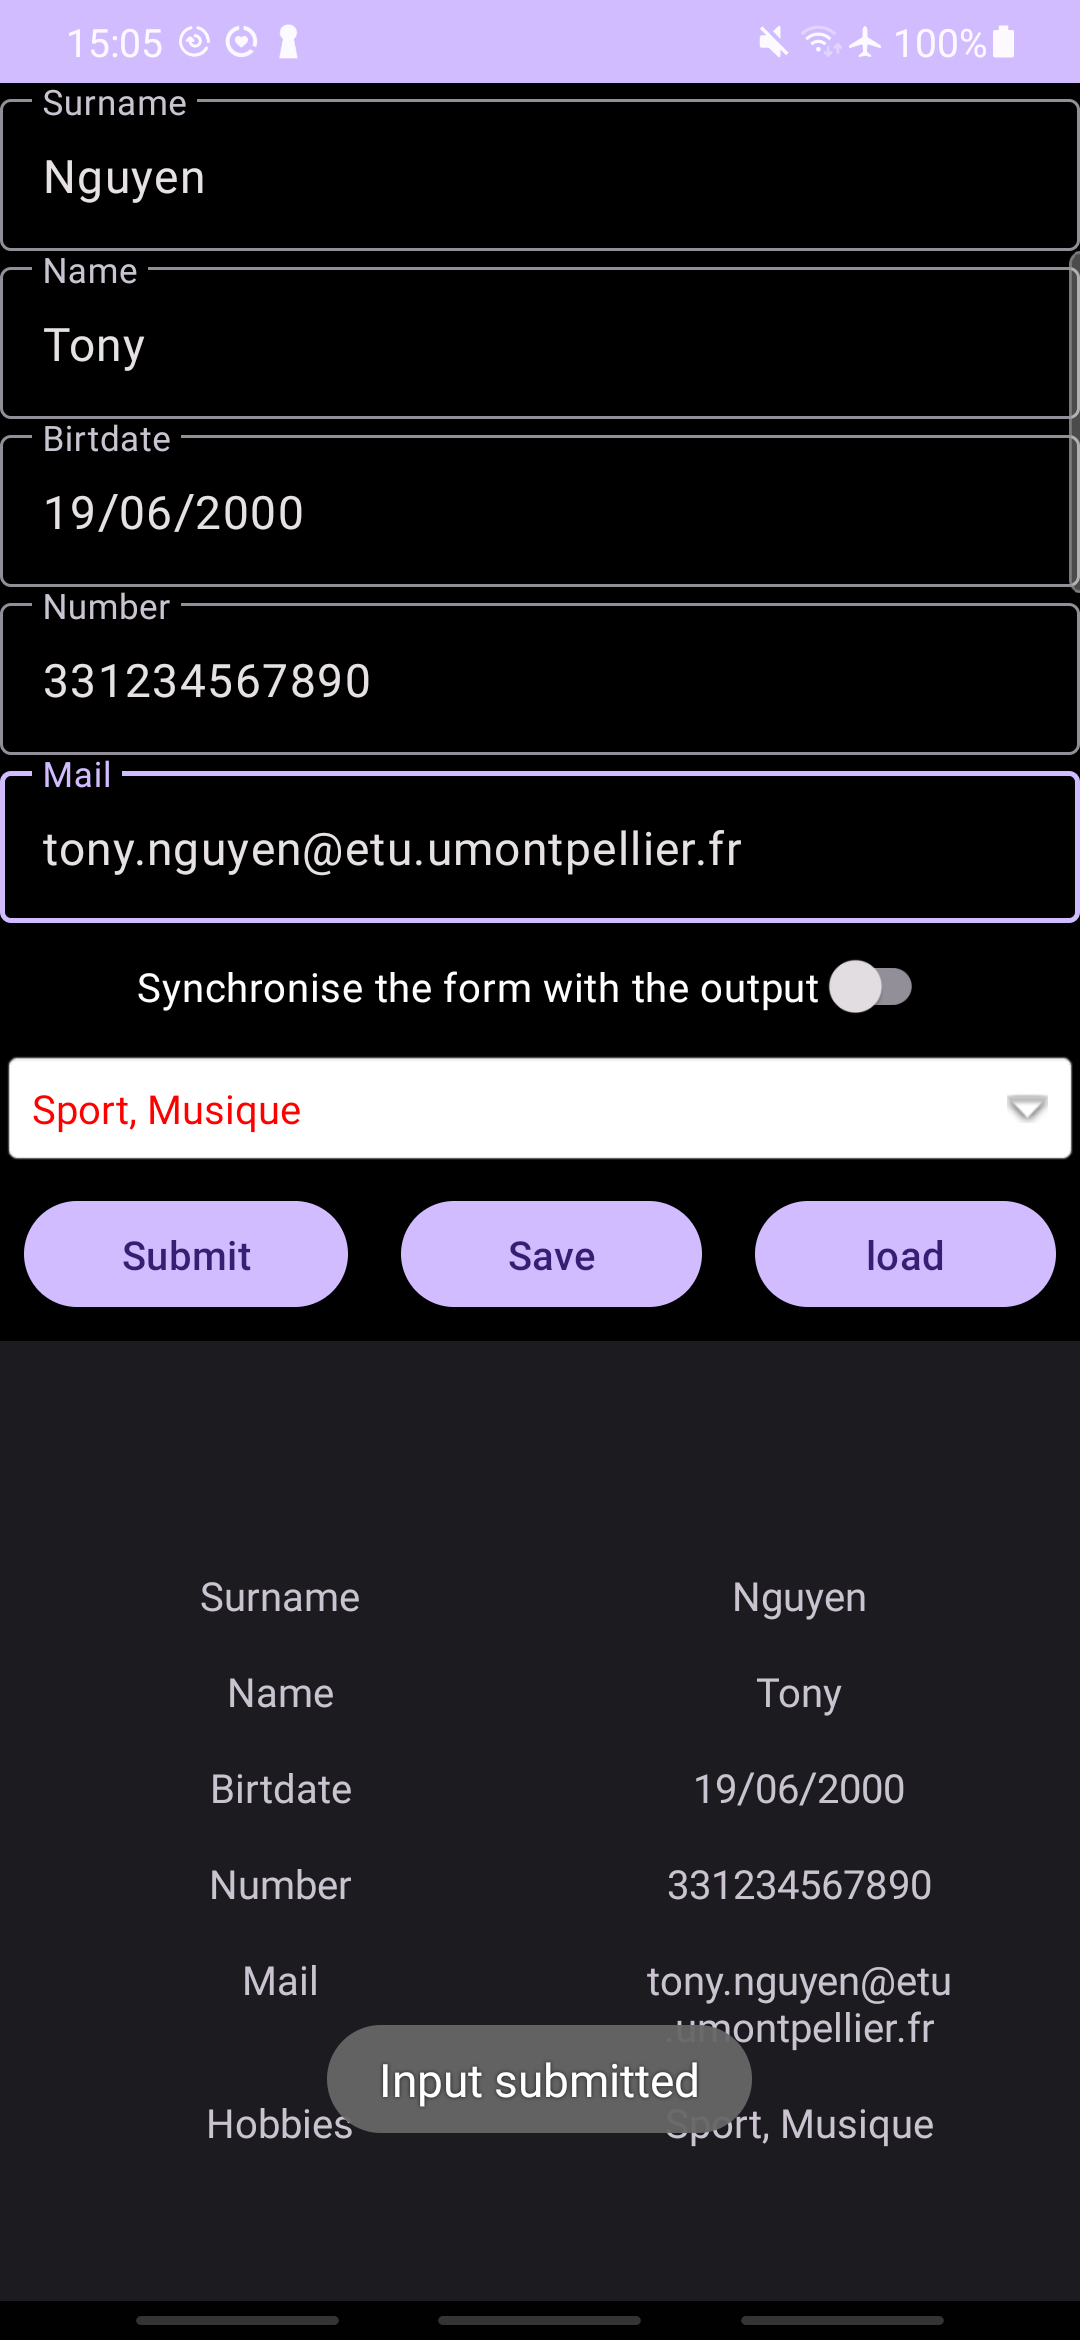 15:05 100%
Surname
Nguyen
Name
Tony
Birtdate
19/06/2000
Number
331234567890
Mail
tony.nguyen@etu.umontpellier.fr
Synchronise the form with the output
Sport, Musique
Submit Save load
Surname Nguyen
Name Tony
Birtdate 19/06/2000
Number 331234567890
Mail tony.nguyen@etu
.umontpellier.fr
Input submitted
Hobbies Sport, Musique